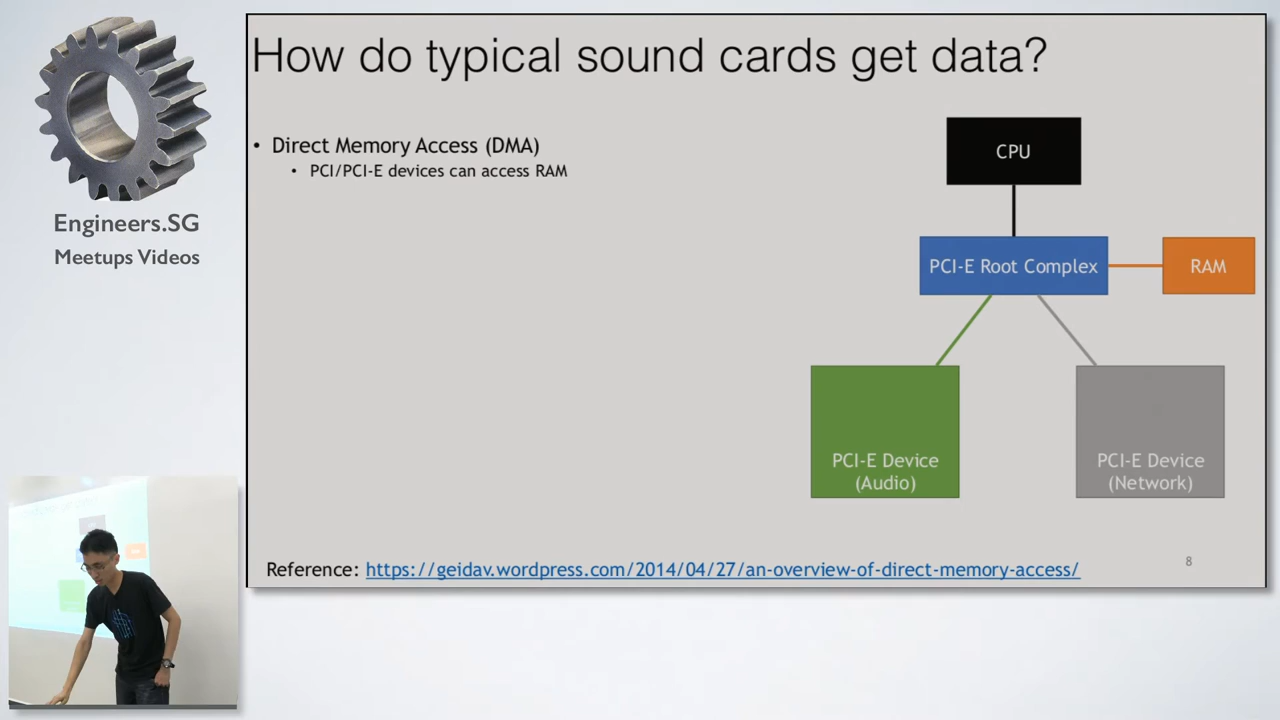 How do typical sound cards get data?
Engineers.SG
Meetups Videos
• Direct Memory Access (DMA)
• PCI/PCI-E devices can access RAM
CPU
PCI-E Root Complex
RAM
PCI-E Device
(Audio)
PCI-E Device
(Network)
Reference: https://geidav.wordpress.com/2014/04/27/an-overview-of-direct-memory-access/
8